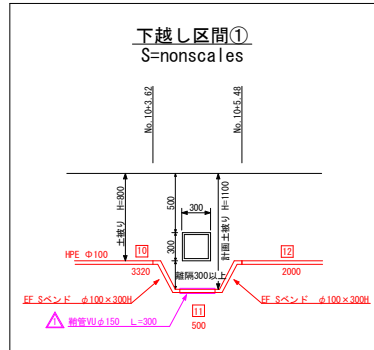 下越し区間①
S=nonscales
No.10+3.62
No.10+5.48
土被り H=800
500
300
300
計画土被り H=1100
HPE Φ100
10
12
3320
離隔300以上
2000
EF Sベンド φ100×300H
EF Sベンド φ100×300H
1 鞘管VUφ150 L=300
11
500